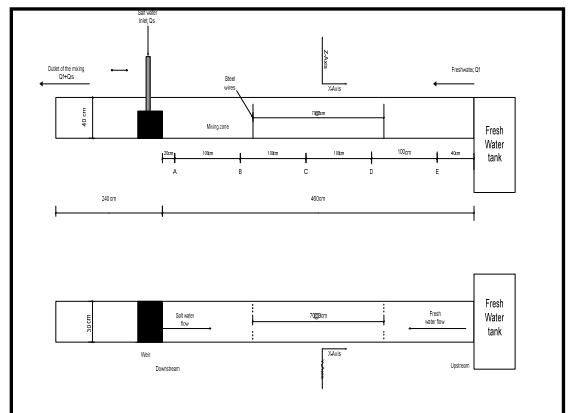 Salt water
Inlet, Qs
Outlet of the mixing
Qf+Qs
Z-Axis
X-Axis
Freshwater, Qf
Steel
wires
40 cm
Mixing zone
Fresh
Water
tank
20cm
100cm
100cm
100cm
100cm
40cm
A
B
C
D
E
240cm
460cm
30cm
Salt water
flow
Fresh
water flow
Fresh
Water
tank
Weir
Downstream
X-Axis
Upstream